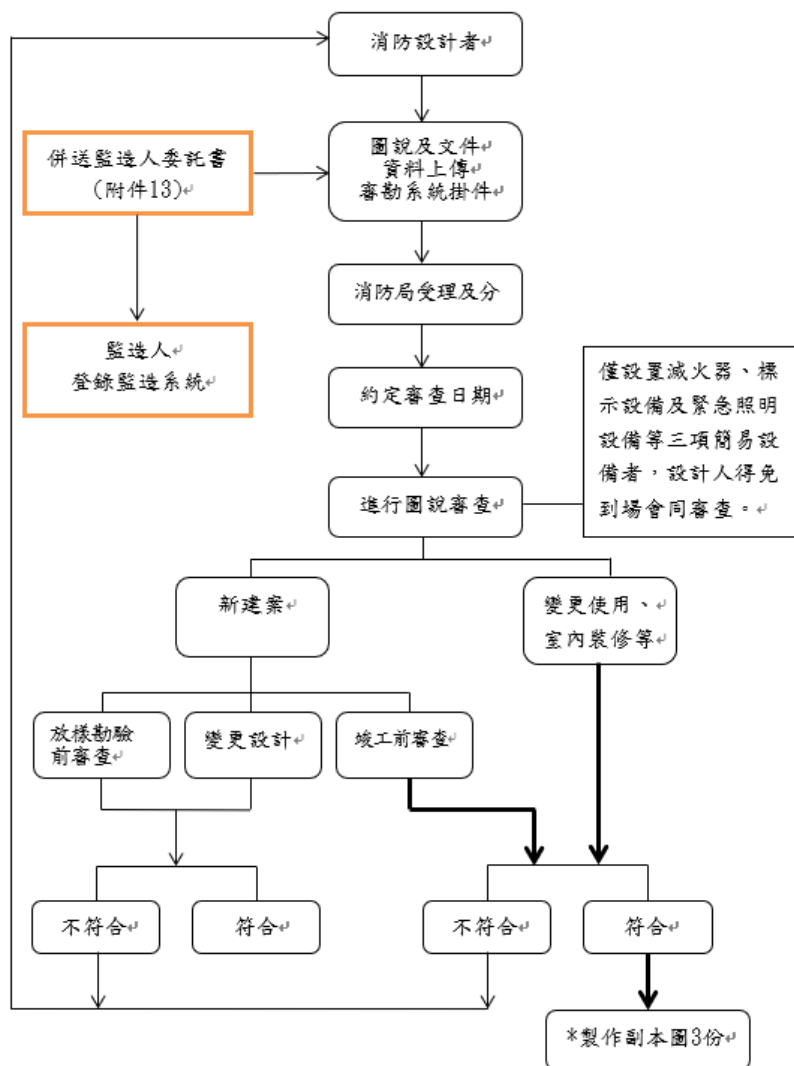 消防設計者
圖說及文件
資料上傳
審勘系統掛件
併送監造人委託書
(附件13)
消防局受理及分
監造人
登錄監造系統
約定審查日期
僅設置滅火器、標
示設備及緊急照明
設備等三項簡易設
備者，設計人得免
到場會同審查。
進行圖說審查
新建案
變更使用、
室內裝修等
放樣勘驗
前審查
變更設計
竣工前審查
不符合
符合
不符合
符合
*製作副本圖3份